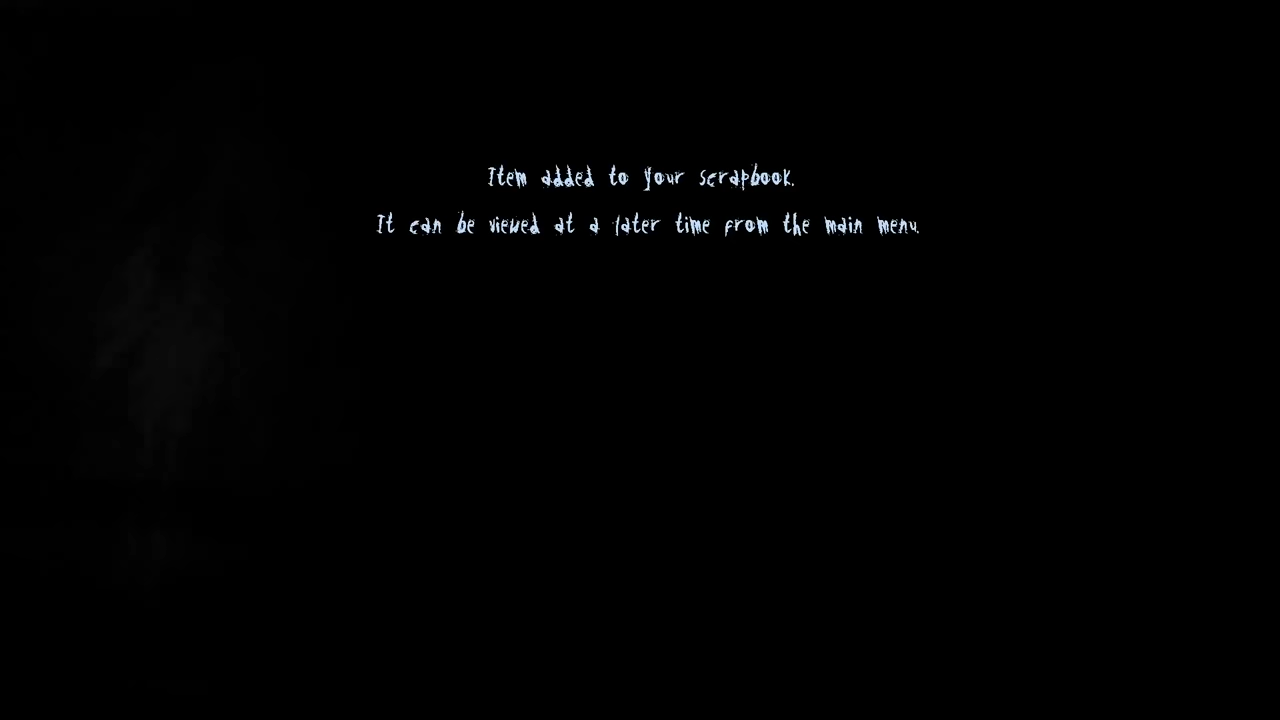 Item added to your scrapbook.
It can be viewed at a later time from the main menu.